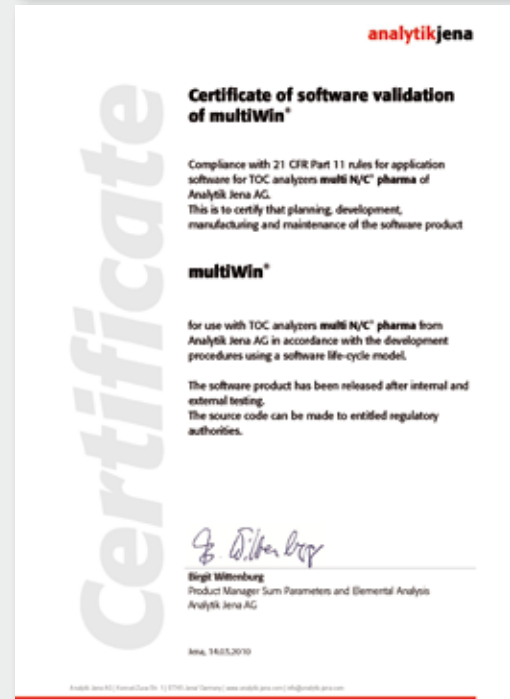 analytikjena
Certificate
Certificate of software validation
of multiWin®
Compliance with 21 CFR Part 11 rules for application
software for TOC analyzers multi N/C® pharma of
Analytik Jena AG.
This is to certify that planning, development,
manufacturing and maintenance of the software product
multiWin®
for use with TOC analyzers multi N/C® pharma from
Analytik Jena AG in accordance with the development
procedures using a software life-cycle model.
The software product has been released after internal and
external testing.
The source code can be made to entitled regulatory
authorities.
B. Wittenburg
Birgit Wittenburg
Product Manager Sum Parameters and Elemental Analysis
Analytik Jena AG
Jena, 14.03.2010